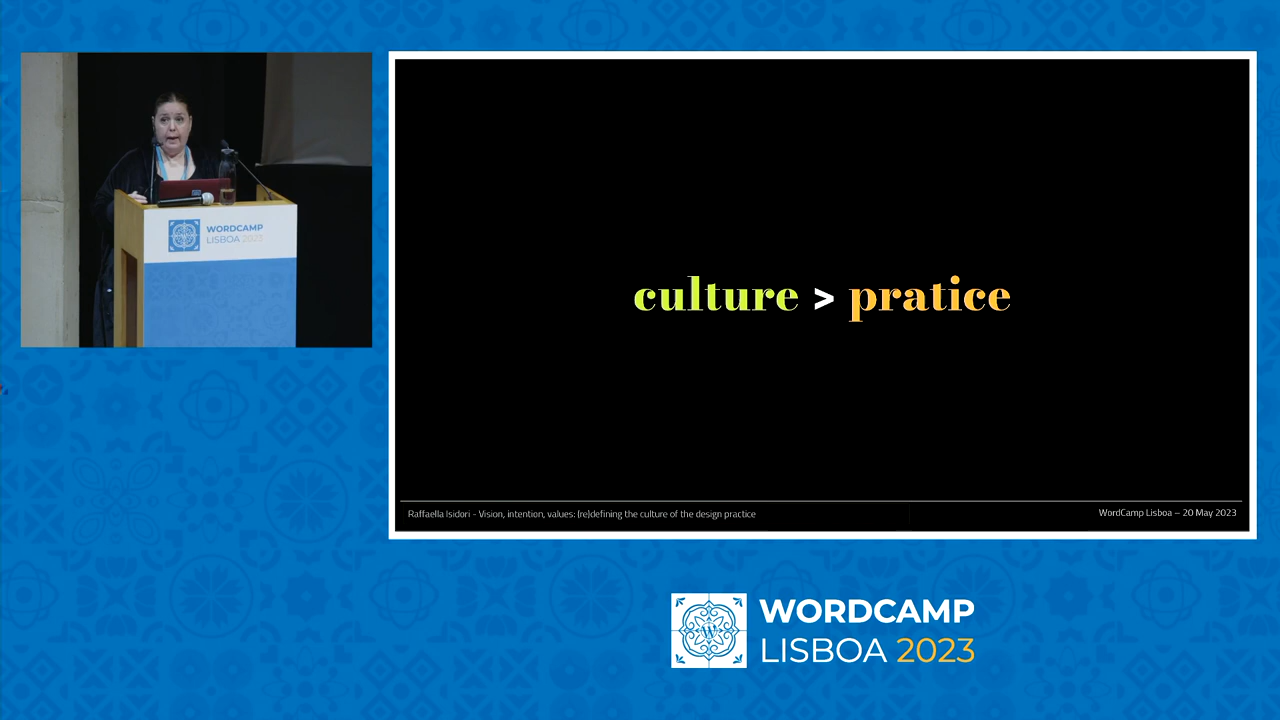 WORDCAMP
LISBOA 2023
culture > pratice
Raffaella Isidori - Vision, intention, values: (re)defining the culture of the design practice
WordCamp Lisboa – 20 May 2023
WORDCAMP
LISBOA 2023